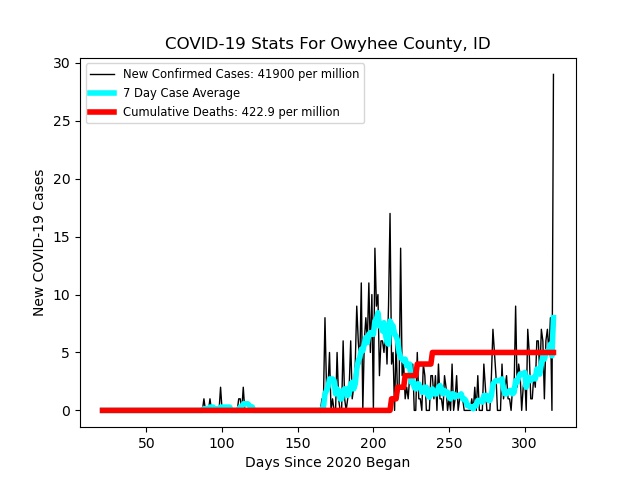 COVID-19 Stats For Owyhee County, ID
New Confirmed Cases: 41900 per million
7 Day Case Average
Cumulative Deaths: 422.9 per million
New COVID-19 Cases
30
25
20
15
10
5
0
50 100 150 200 250 300
Days Since 2020 Began